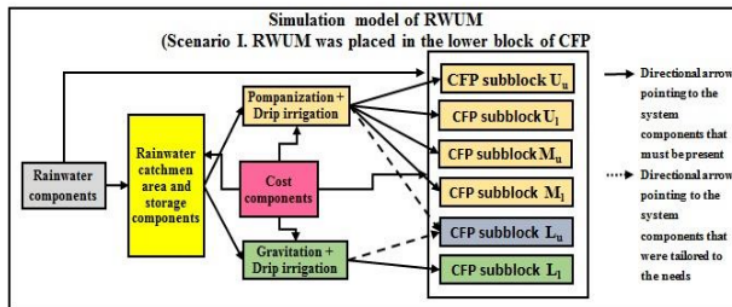 Simulation model of RWUM
(Scenario I. RWUM was placed in the lower block of CFP
Rainwater
components
Rainwater
catchmen
area and
storage
components
Pompanization +
Drip irrigation
Cost
components
Gravitation +
Drip irrigation
CFP subblock Uu
CFP subblock Ul
CFP subblock Mu
CFP subblock Ml
CFP subblock Lu
CFP subblock Ll
Directional arrow
pointing to the
system
components that
must be present
Directional arrow
pointing to the
system
components that
were tailored to
the needs